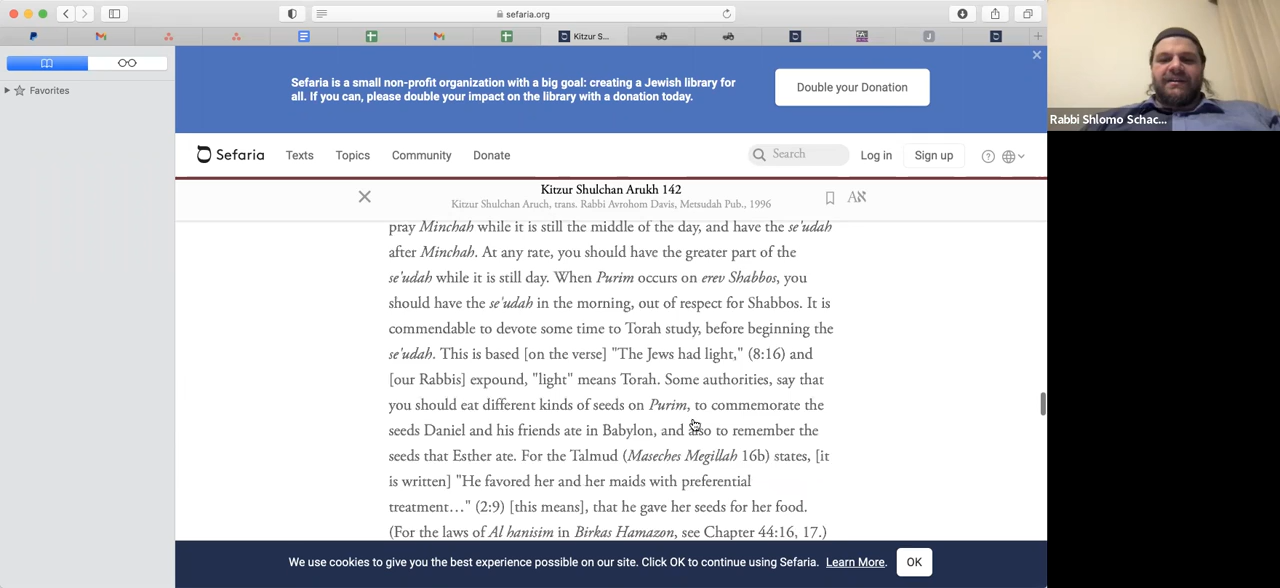 sefaria.org
Kitzur S...
Favorites
Sefaria is a small non-profit organization with a big goal: creating a Jewish library for
all. If you can, please double your impact on the library with a donation today.
Double your Donation
Sefaria
Texts
Topics
Community
Donate
Search
Log in
Sign up
Kitzur Shulchan Arukh 142
Kitzur Shulchan Aruch, trans. Rabbi Avrohom Davis, Metsudah Pub., 1996
Aא
pray Minchah while it is still the middle of the day, and have the se'udah
after Minchah. At any rate, you should have the greater part of the
se'udah while it is still day. When Purim occurs on erev Shabbos, you
should have the se'udah in the morning, out of respect for Shabbos. It is
commendable to devote some time to Torah study, before beginning the
se'udah. This is based [on the verse] "The Jews had light," (8:16) and
[our Rabbis] expound, "light" means Torah. Some authorities, say that
you should eat different kinds of seeds on Purim, to commemorate the
seeds Daniel and his friends ate in Babylon, and also to remember the
seeds that Esther ate. For the Talmud (Maseches Megillah 16b) states, [it
is written] "He favored her and her maids with preferential
treatment…" (2:9) [this means], that he gave her seeds for her food.
(For the laws of Al hanisim in Birkas Hamazon, see Chapter 44:16, 17.)
We use cookies to give you the best experience possible on our site. Click OK to continue using Sefaria. Learn More.
OK
Rabbi Shlomo Schac...